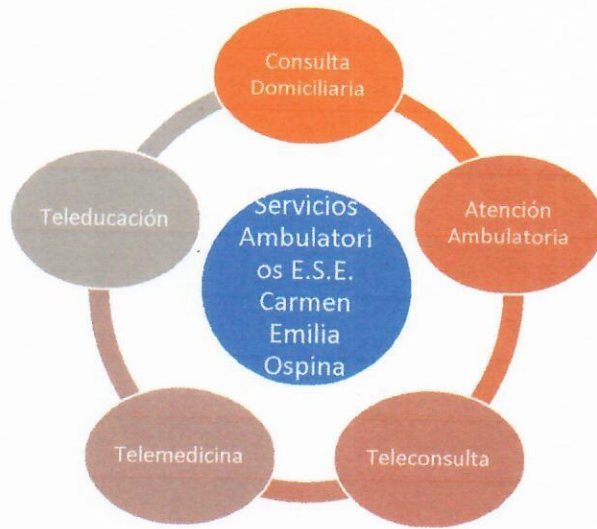 Consulta
Domiciliaria
Atención
Ambulatoria
Teleconsulta
Telemedicina
Teleducación
Servicios
Ambulatori
os E.S.E.
Carmen
Emilia
Ospina